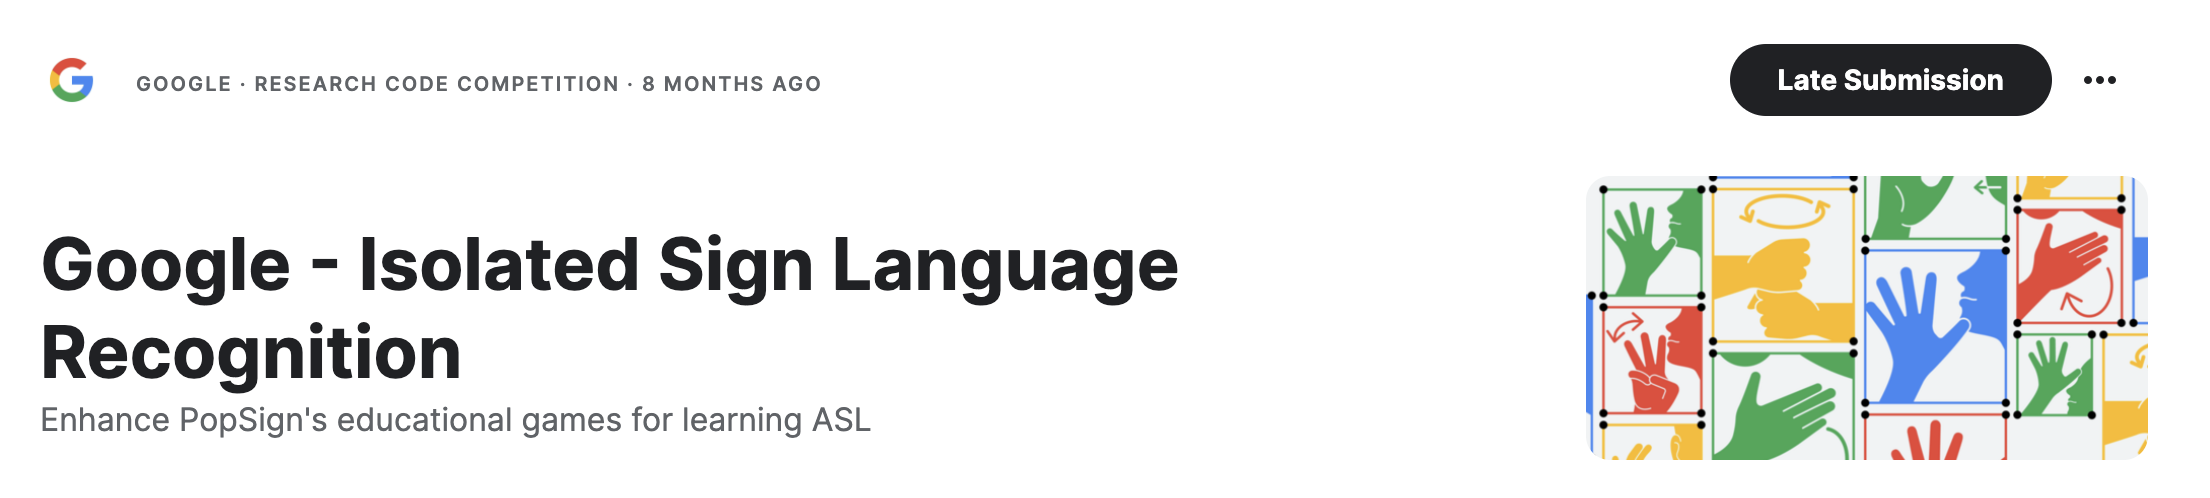 GOOGLE · RESEARCH CODE COMPETITION · 8 MONTHS AGO
Late Submission
Google - Isolated Sign Language
Recognition
Enhance PopSign's educational games for learning ASL